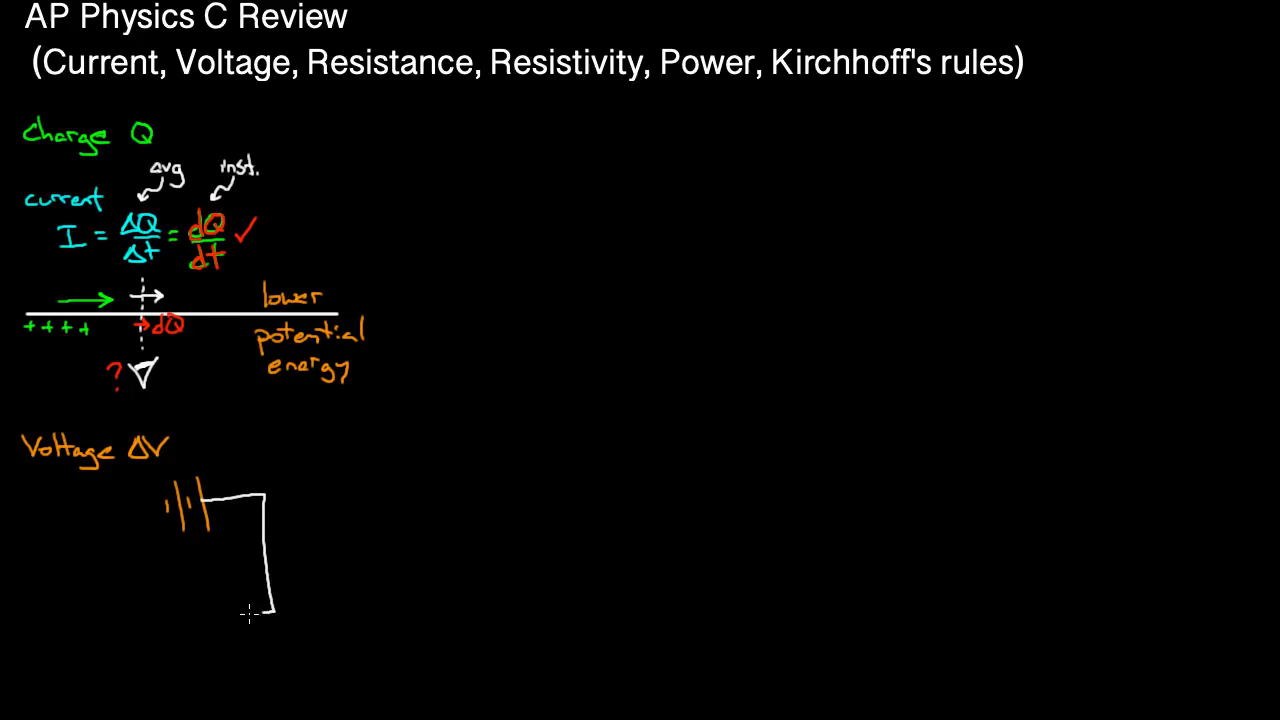 AP Physics C Review
(Current, Voltage, Resistance, Resistivity, Power, Kirchhoff's rules)
Charge Q
avg inst.
current
I = ΔQ/Δt = dQ/dt ✓
lower
++++ dQ
potential
energy
?
Voltage ΔV